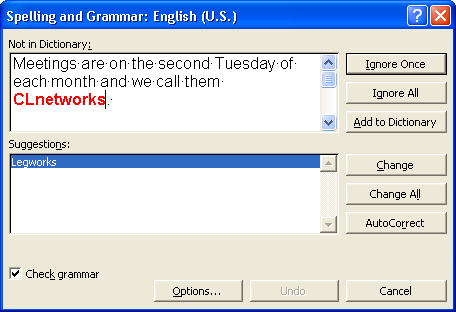 Spelling and Grammar: English (U.S.)
Not in Dictionary:
Meetings·are·on·the·second·Tuesday·of·
each·month·and·we·call·them·
CLnetworks.·
Ignore Once
Ignore All
Add to Dictionary
Suggestions:
Legworks
Change
Change All
AutoCorrect
Check grammar
Options...
Undo
Cancel